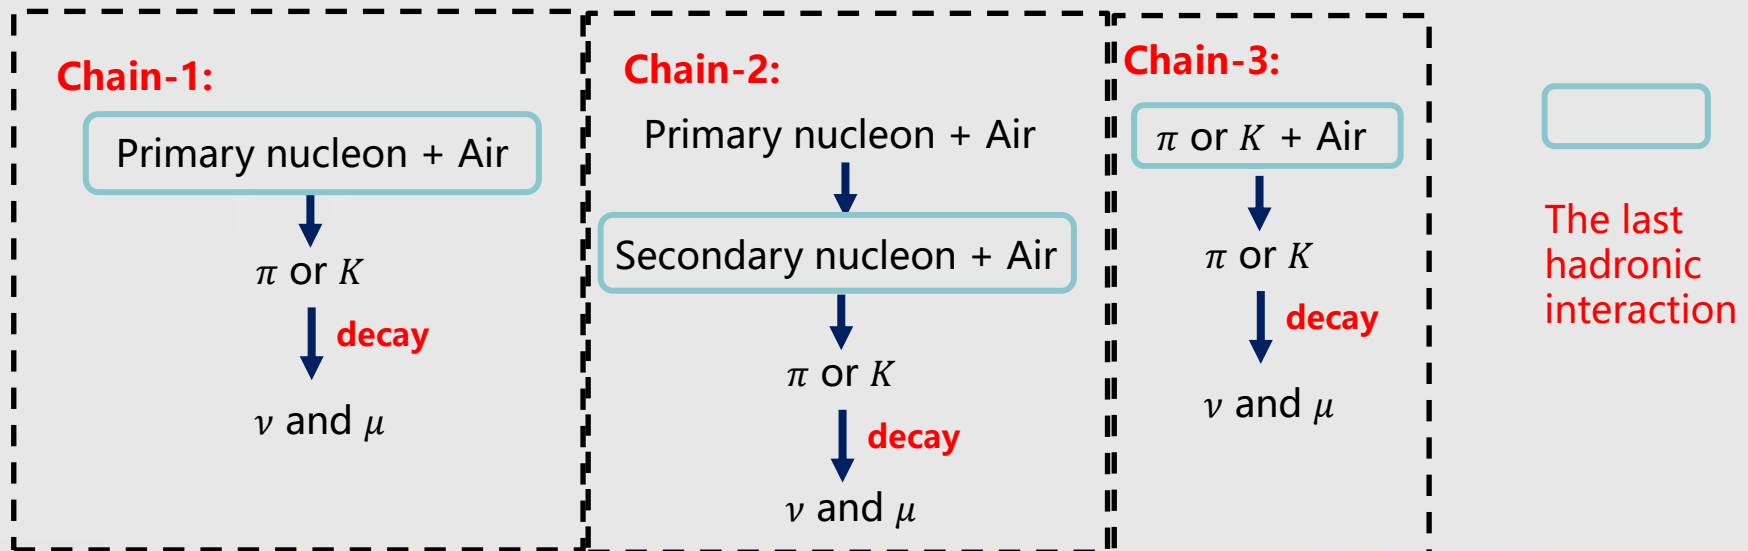 Chain-1:
Primary nucleon + Air
π or K
decay
ν and μ
Chain-2:
Primary nucleon + Air
Secondary nucleon + Air
π or K
decay
ν and μ
Chain-3:
π or K + Air
π or K
decay
ν and μ
The last
hadronic
interaction